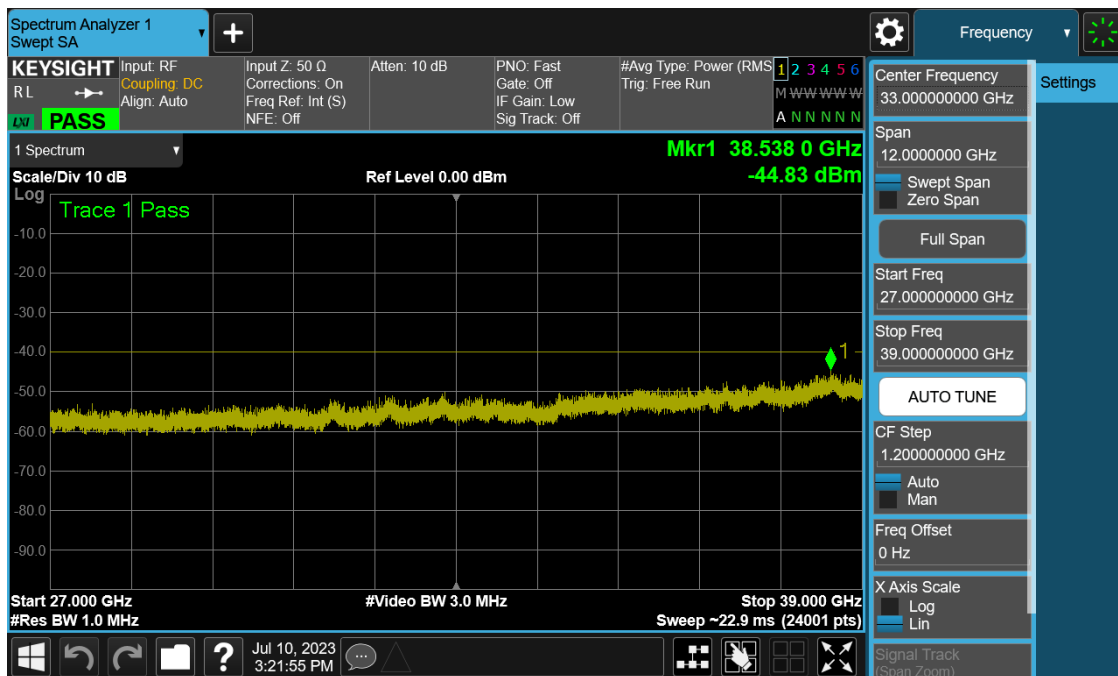 Spectrum Analyzer 1
Swept SA
+
Frequency
KEYSIGHT
RL
LXI
PASS
Input: RF
Coupling: DC
Align: Auto
Input Z: 50 Ω
Corrections: On
Freq Ref: Int (S)
NFE: Off
Atten: 10 dB
PNO: Fast
Gate: Off
IF Gain: Low
Sig Track: Off
#Avg Type: Power (RMS
Trig: Free Run
1 2 3 4 5 6
M W W W W W
A N N N N N
1 Spectrum
Mkr1 38.538 0 GHz
Scale/Div 10 dB
Ref Level 0.00 dBm
-44.83 dBm
Log
Trace 1 Pass
-10.0
-20.0
-30.0
-40.0
1
-50.0
-60.0
-70.0
-80.0
-90.0
Start 27.000 GHz
#Video BW 3.0 MHz
Stop 39.000 GHz
#Res BW 1.0 MHz
Sweep ~22.9 ms (24001 pts)
Center Frequency
33.000000000 GHz
Span
12.0000000 GHz
Swept Span
Zero Span
Full Span
Start Freq
27.000000000 GHz
Stop Freq
39.000000000 GHz
AUTO TUNE
CF Step
1.200000000 GHz
Auto
Man
Freq Offset
0 Hz
X Axis Scale
Log
Lin
Signal Track
(Span Zoom)
Settings
?
Jul 10, 2023
3:21:55 PM